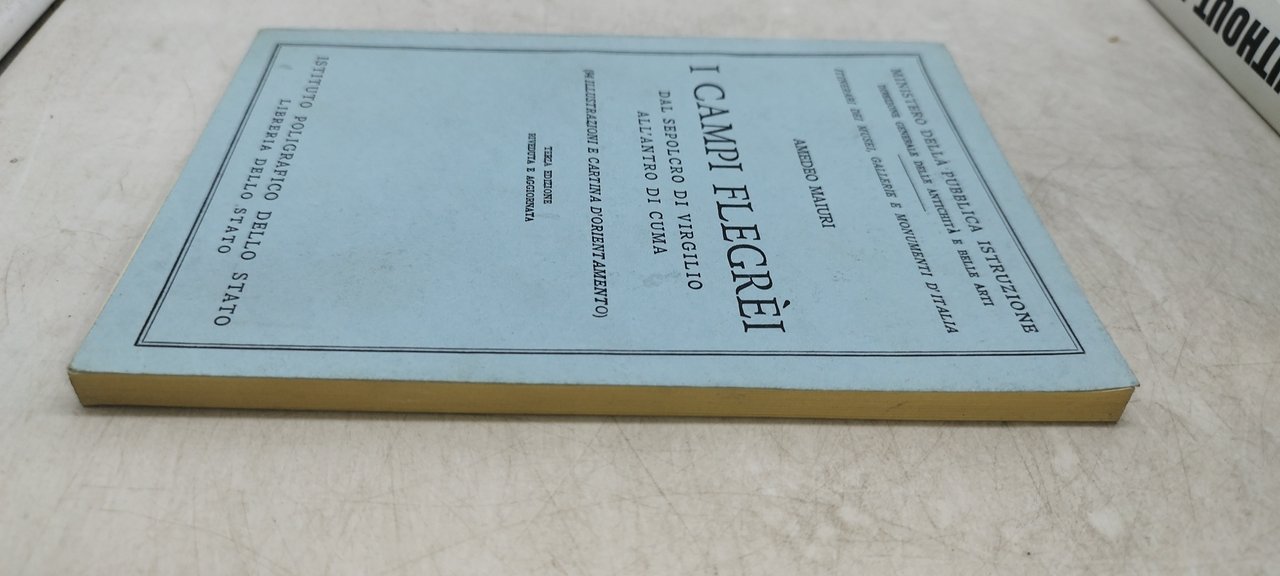 MINISTERO DELLA PUBBLICA ISTRUZIONE
DIREZIONE GENERALE DELLE ANTICHITÀ E BELLE ARTI
ITINERARI DEI MUSEI, GALLERIE E MONUMENTI D'ITALIA
AMEDEO MAIURI
I CAMPI FLEGRÈI
DAL SEPOLCRO DI VIRGILIO
ALL'ANTRO DI CUMA
(94 ILLUSTRAZIONI E CARTINA D'ORIENTAMENTO)
TERZA EDIZIONE
RIVEDUTA E AGGIORNATA
ISTITUTO POLIGRAFICO DELLO STATO
LIBRERIA DELLO STATO